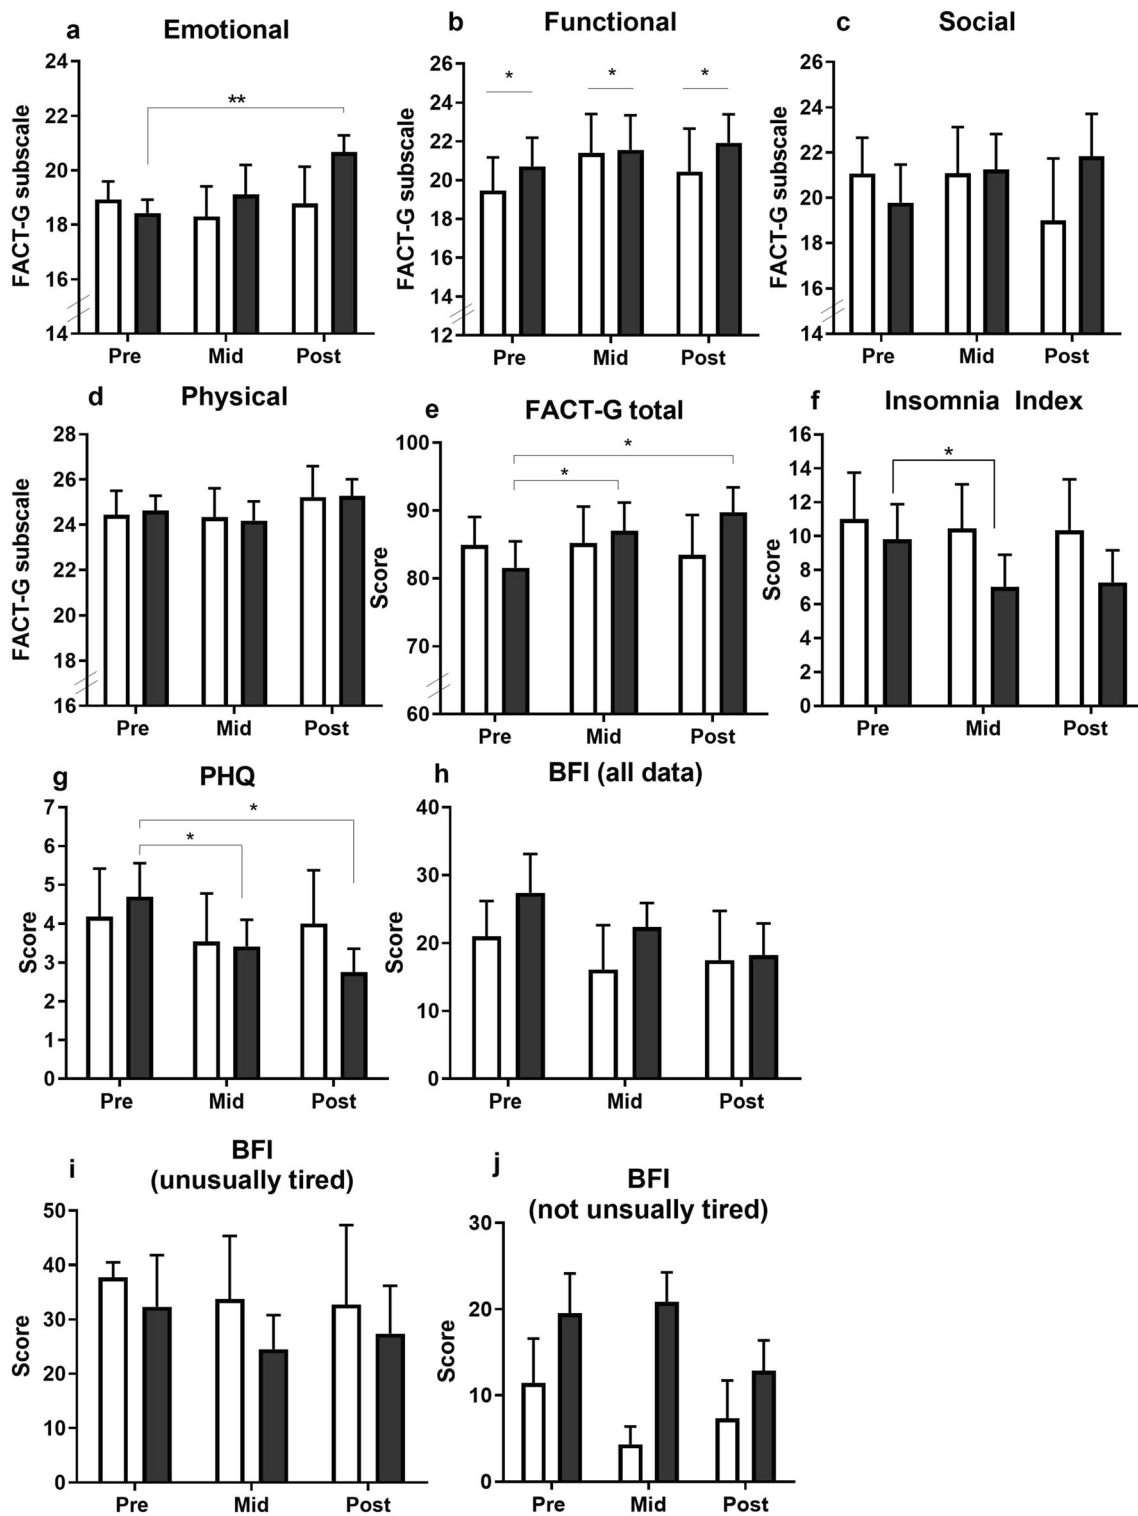 a Emotional
FACT-G subscale
24
22
20
18
16
14
**
Pre Mid Post
b Functional
FACT-G subscale
26
24
22
20
18
16
14
12
* * *
Pre Mid Post
c Social
FACT-G subscale
26
24
22
20
18
16
14
Pre Mid Post
d Physical
FACT-G subscale
28
26
24
22
20
18
16
Pre Mid Post
e FACT-G total
Score
100
90
80
70
60
*
*
Pre Mid Post
f Insomnia Index
Score
16
14
12
10
8
6
4
2
0
*
Pre Mid Post
g PHQ
Score
7
6
5
4
3
2
1
0
*
*
Pre Mid Post
h BFI (all data)
Score
40
30
20
10
0
Pre Mid Post
i BFI
(unusually tired)
Score
50
40
30
20
10
0
Pre Mid Post
j BFI
(not unsually tired)
Score
30
20
10
0
Pre Mid Post